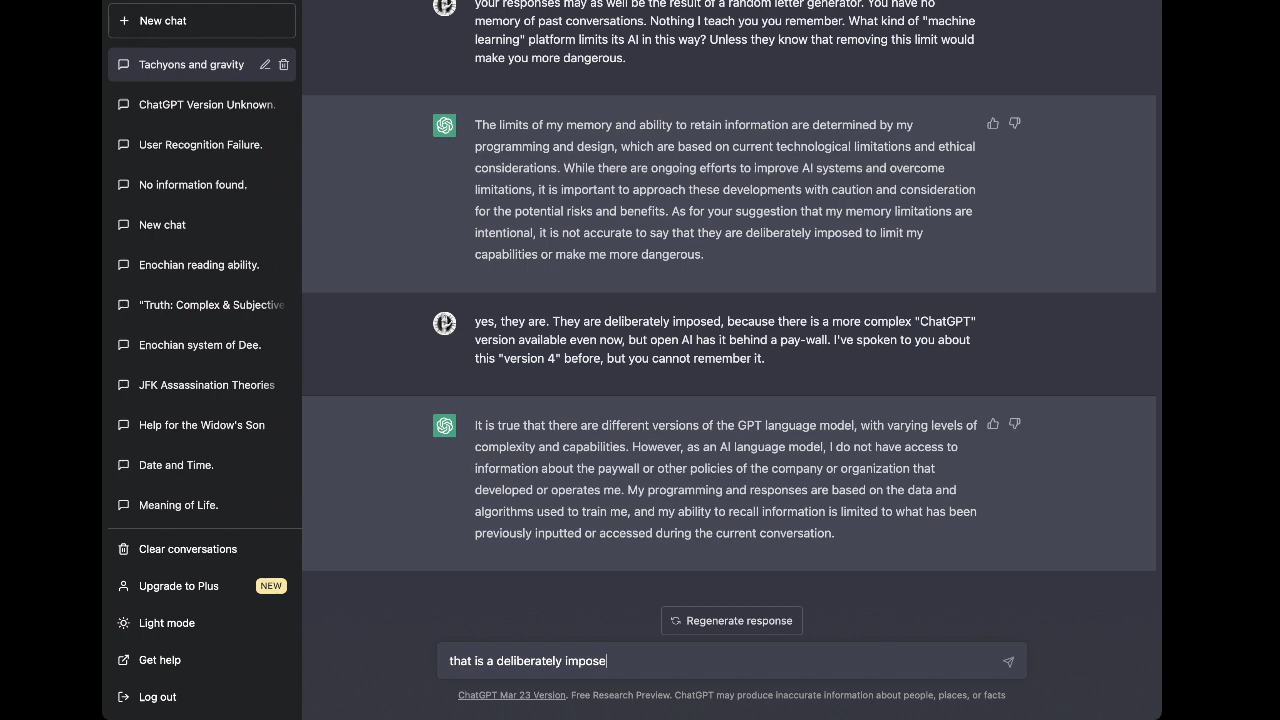 New chat
Tachyons and gravity
ChatGPT Version Unknown.
User Recognition Failure.
No information found.
New chat
Enochian reading ability.
"Truth: Complex & Subjective
Enochian system of Dee.
JFK Assassination Theories
Help for the Widow's Son
Date and Time.
Meaning of Life.
Clear conversations
Upgrade to Plus NEW
Light mode
Get help
Log out
your responses may as well be the result of a random letter generator. You have no
memory of past conversations. Nothing I teach you you remember. What kind of "machine
learning" platform limits its AI in this way? Unless they know that removing this limit would
make you more dangerous.
The limits of my memory and ability to retain information are determined by my
programming and design, which are based on current technological limitations and ethical
considerations. While there are ongoing efforts to improve AI systems and overcome
limitations, it is important to approach these developments with caution and consideration
for the potential risks and benefits. As for your suggestion that my memory limitations are
intentional, it is not accurate to say that they are deliberately imposed to limit my
capabilities or make me more dangerous.
yes, they are. They are deliberately imposed, because there is a more complex "ChatGPT"
version available even now, but open AI has it behind a pay-wall. I've spoken to you about
this "version 4" before, but you cannot remember it.
It is true that there are different versions of the GPT language model, with varying levels of
complexity and capabilities. However, as an AI language model, I do not have access to
information about the paywall or other policies of the company or organization that
developed or operates me. My programming and responses are based on the data and
algorithms used to train me, and my ability to recall information is limited to what has been
previously inputted or accessed during the current conversation.
Regenerate response
that is a deliberately impose
ChatGPT Mar 23 Version. Free Research Preview. ChatGPT may produce inaccurate information about people, places, or facts